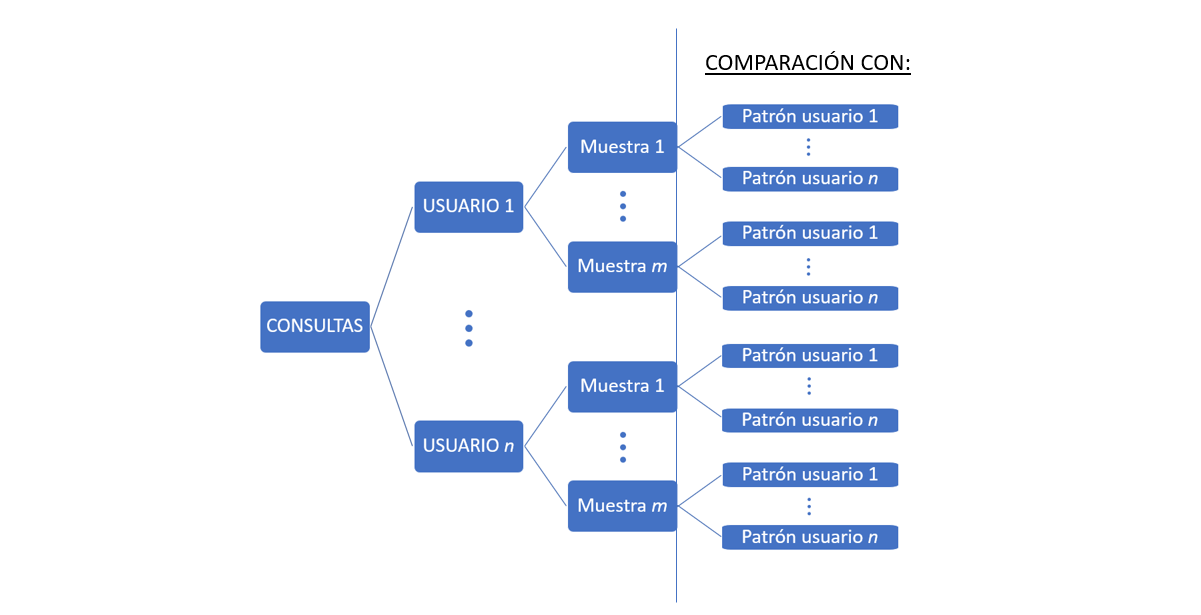 COMPARACIÓN CON:
Patrón usuario 1
Muestra 1
Patrón usuario n
USUARIO 1
Patrón usuario 1
Muestra m
Patrón usuario n
CONSULTAS
Patrón usuario 1
Muestra 1
Patrón usuario n
USUARIO n
Patrón usuario 1
Muestra m
Patrón usuario n